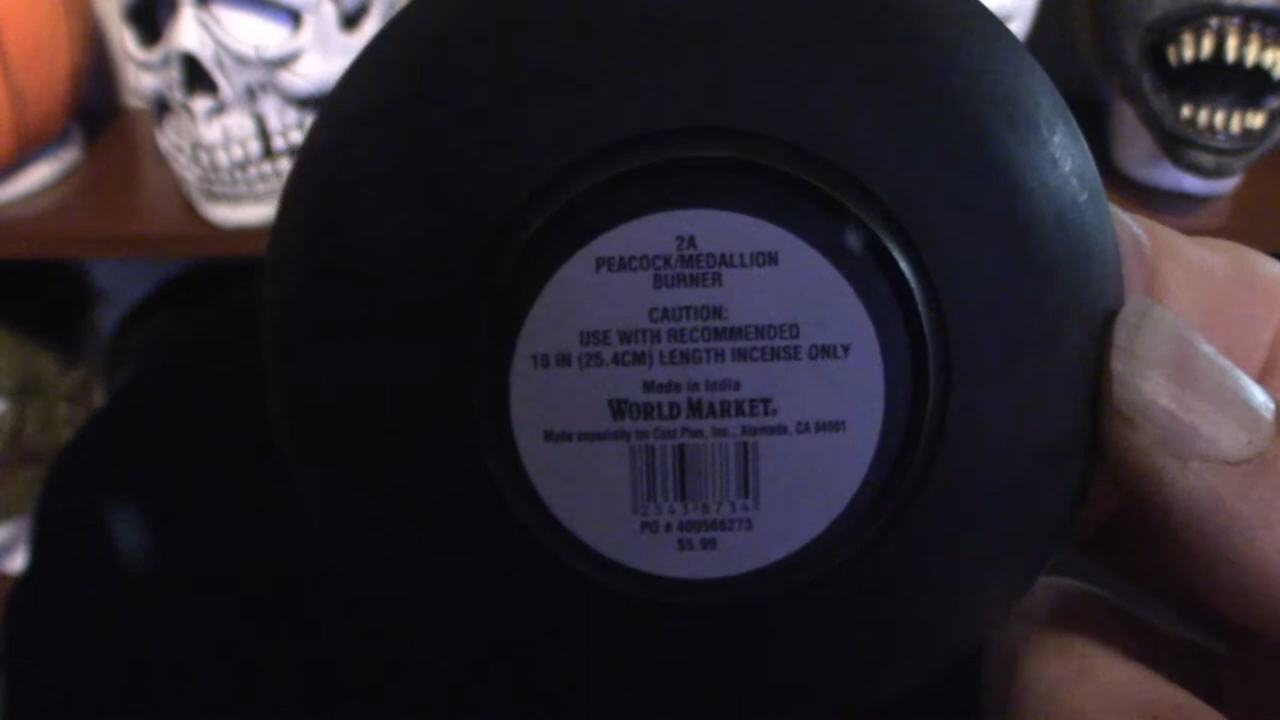 2A
PEACOCK/MEDALLION
BURNER
CAUTION:
USE WITH RECOMMENDED
10 IN (25.4CM) LENGTH INCENSE ONLY
Made in India
WORLD MARKET®
Made especially for Cost Plus, Inc., Alameda, CA 94501
PO # 400566273
$5.99